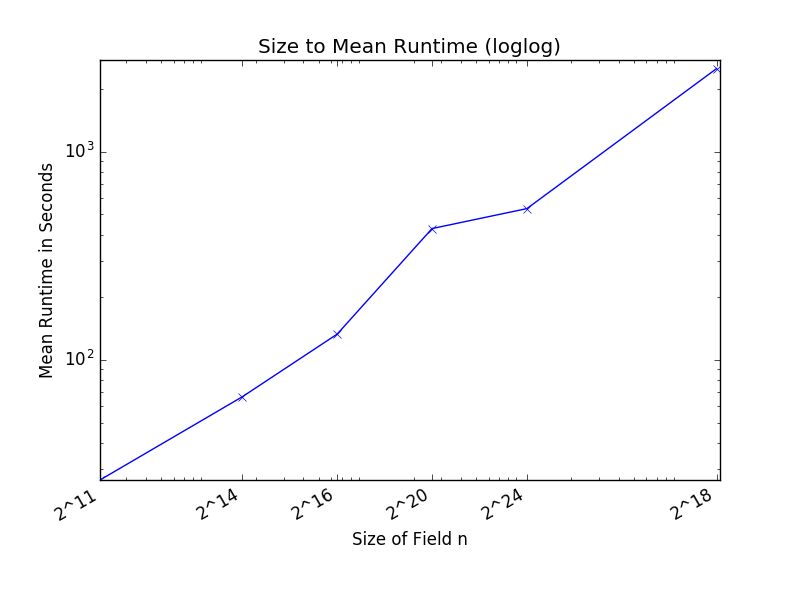 Size to Mean Runtime (loglog)
Mean Runtime in Seconds
10^3
10^2
2^11
2^14
2^16
2^20
2^24
2^18
Size of Field n